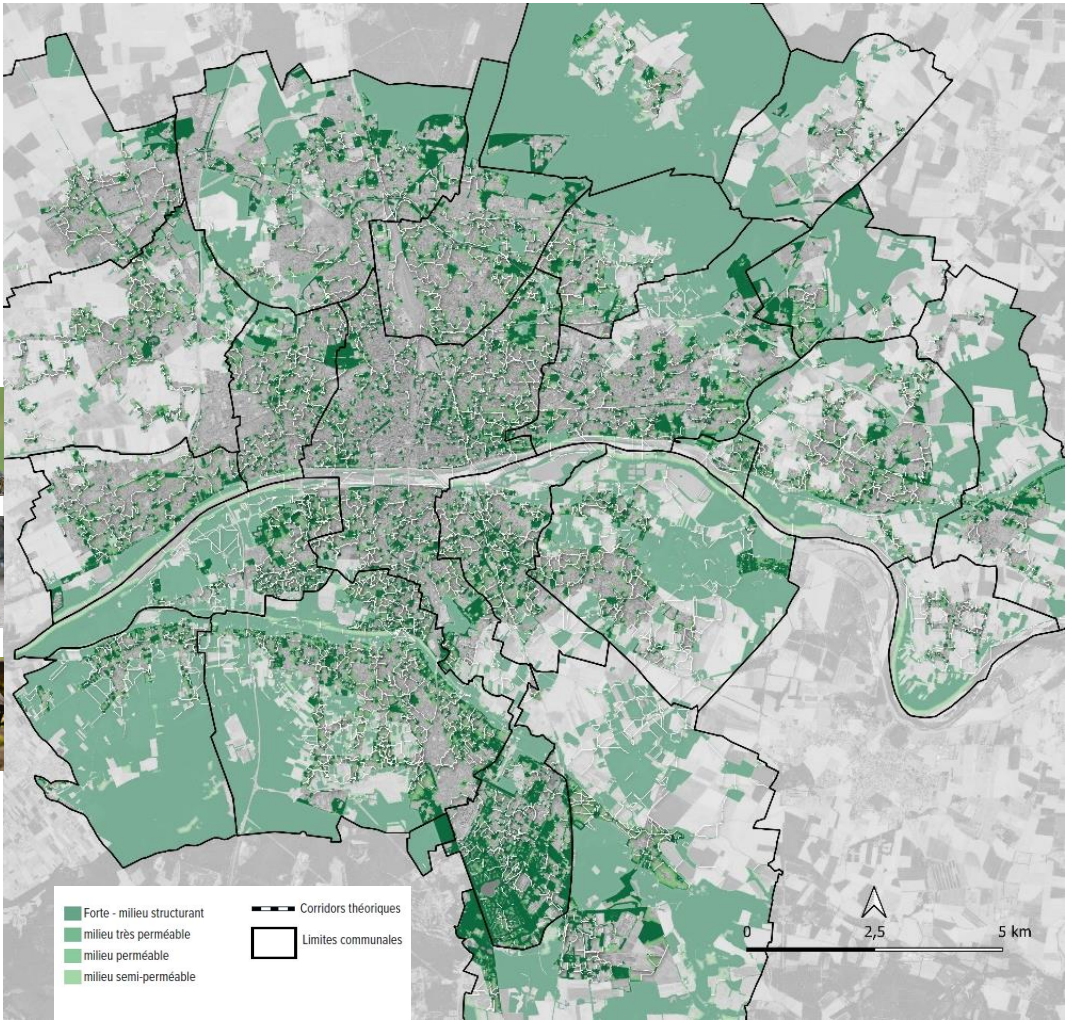 Forte - milieu structurant
milieu très perméable
milieu perméable
milieu semi-perméable
Corridors théoriques
Limites communales
0
2,5
5 km